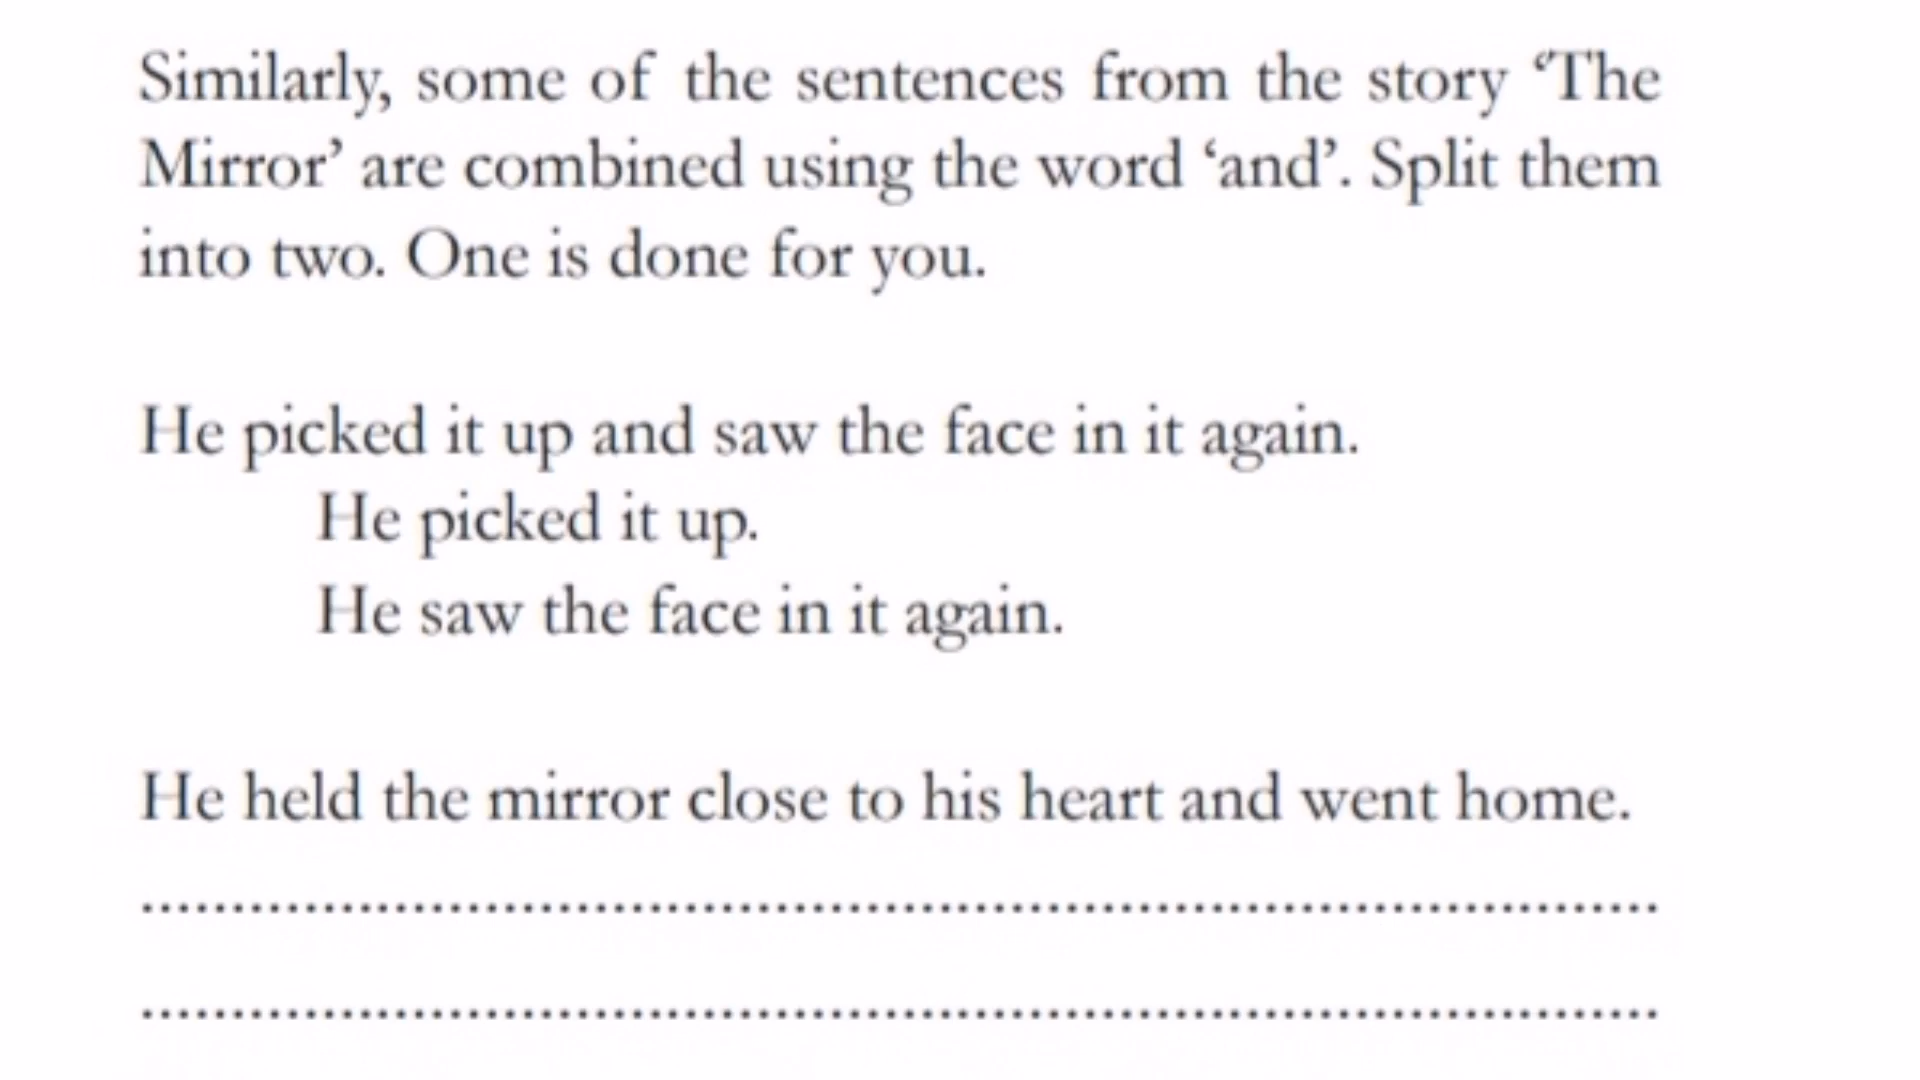 Similarly, some of the sentences from the story ‘The
Mirror’ are combined using the word ‘and’. Split them
into two. One is done for you.
He picked it up and saw the face in it again.
He picked it up.
He saw the face in it again.
He held the mirror close to his heart and went home.
....................................................................................
....................................................................................